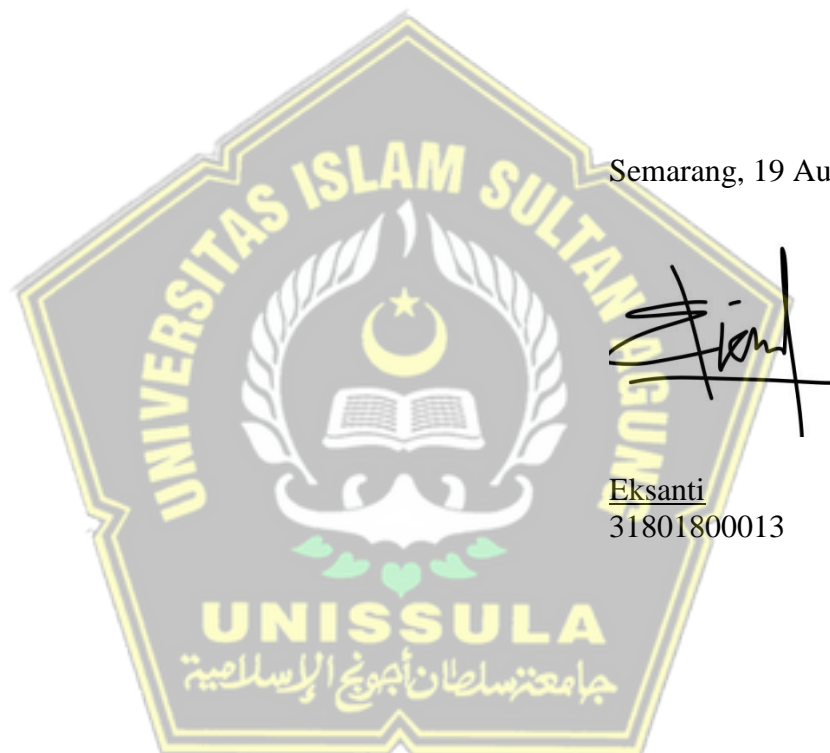 Semarang, 19 Au
UNIVERSITAS ISLAM SULTAN AGUNG
Eksanti
31801800013
UNISSULA
جامعة سلطان أجونج الإسلامية